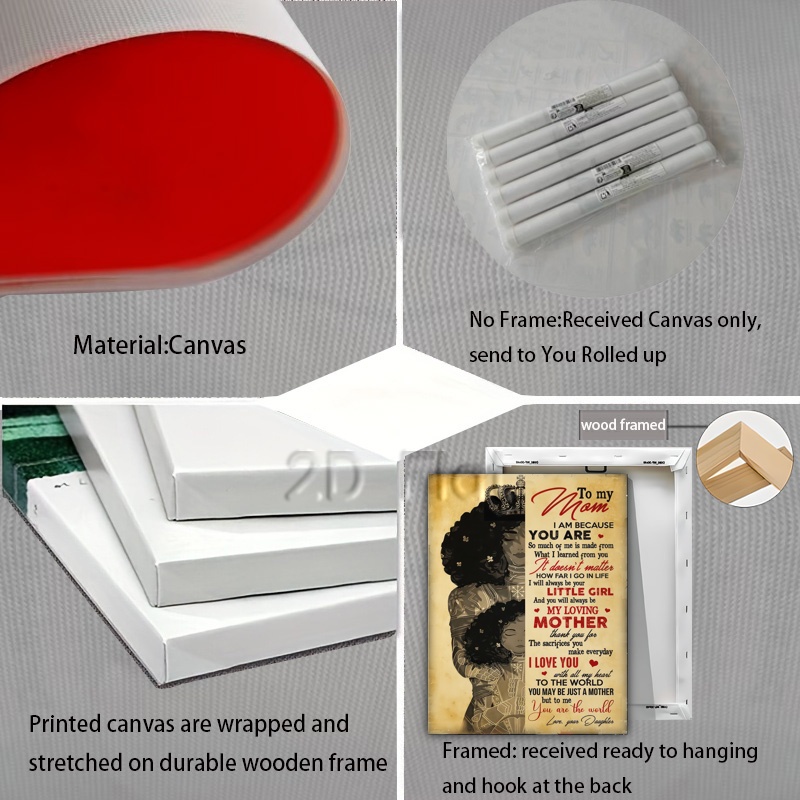 Material:Canvas
No Frame:Received Canvas only,
send to You Rolled up
2D
Printed canvas are wrapped and
stretched on durable wooden frame
wood framed
To my
Mom
I AM BECAUSE
YOU ARE
So much of me is made from
What I learned from you
It doesn't matter
HOW FAR I GO IN LIFE
I will always be your
LITTLE GIRL
And you will always be
MY LOVING
MOTHER
thank you for
The sacrifices you
make everyday
I LOVE YOU
with all my heart
TO THE WORLD
YOU MAY BE JUST A MOTHER
but to me
You are the world
Love, your Daughter
Framed: received ready to hanging
and hook at the back